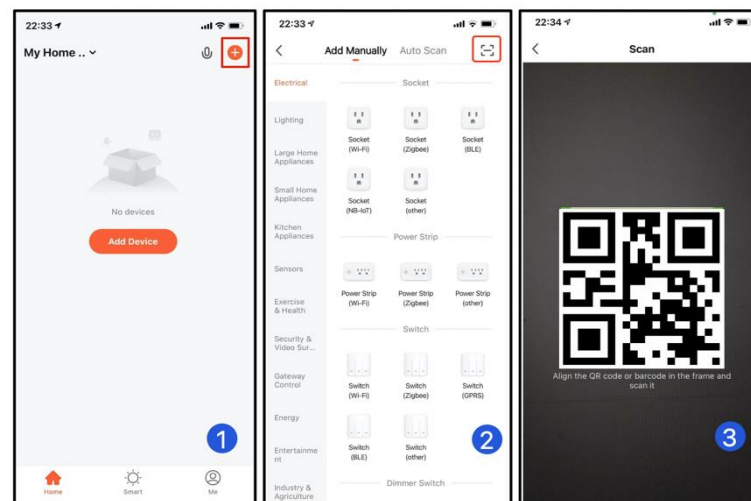 22:33
My Home ..
No devices
Add Device
Home
Smart
Me
1
22:33
Add Manually
Auto Scan
Electrical
Lighting
Large Home
Appliances
Small Home
Appliances
Kitchen
Appliances
Sensors
Exercise
& Health
Security &
Video Sur...
Gateway
Control
Energy
Entertainme
nt
Industry &
Agriculture
Socket
Socket
(Wi-Fi)
Socket
(Zigbee)
Socket
(BLE)
Socket
(NB-IoT)
Socket
(other)
Power Strip
Power Strip
(Wi-Fi)
Power Strip
(Zigbee)
Power Strip
(other)
Switch
Switch
(Wi-Fi)
Switch
(Zigbee)
Switch
(GPRS)
Switch
(BLE)
Switch
(other)
Dimmer Switch
2
22:34
Scan
Align the QR code or barcode in the frame and
scan it
3